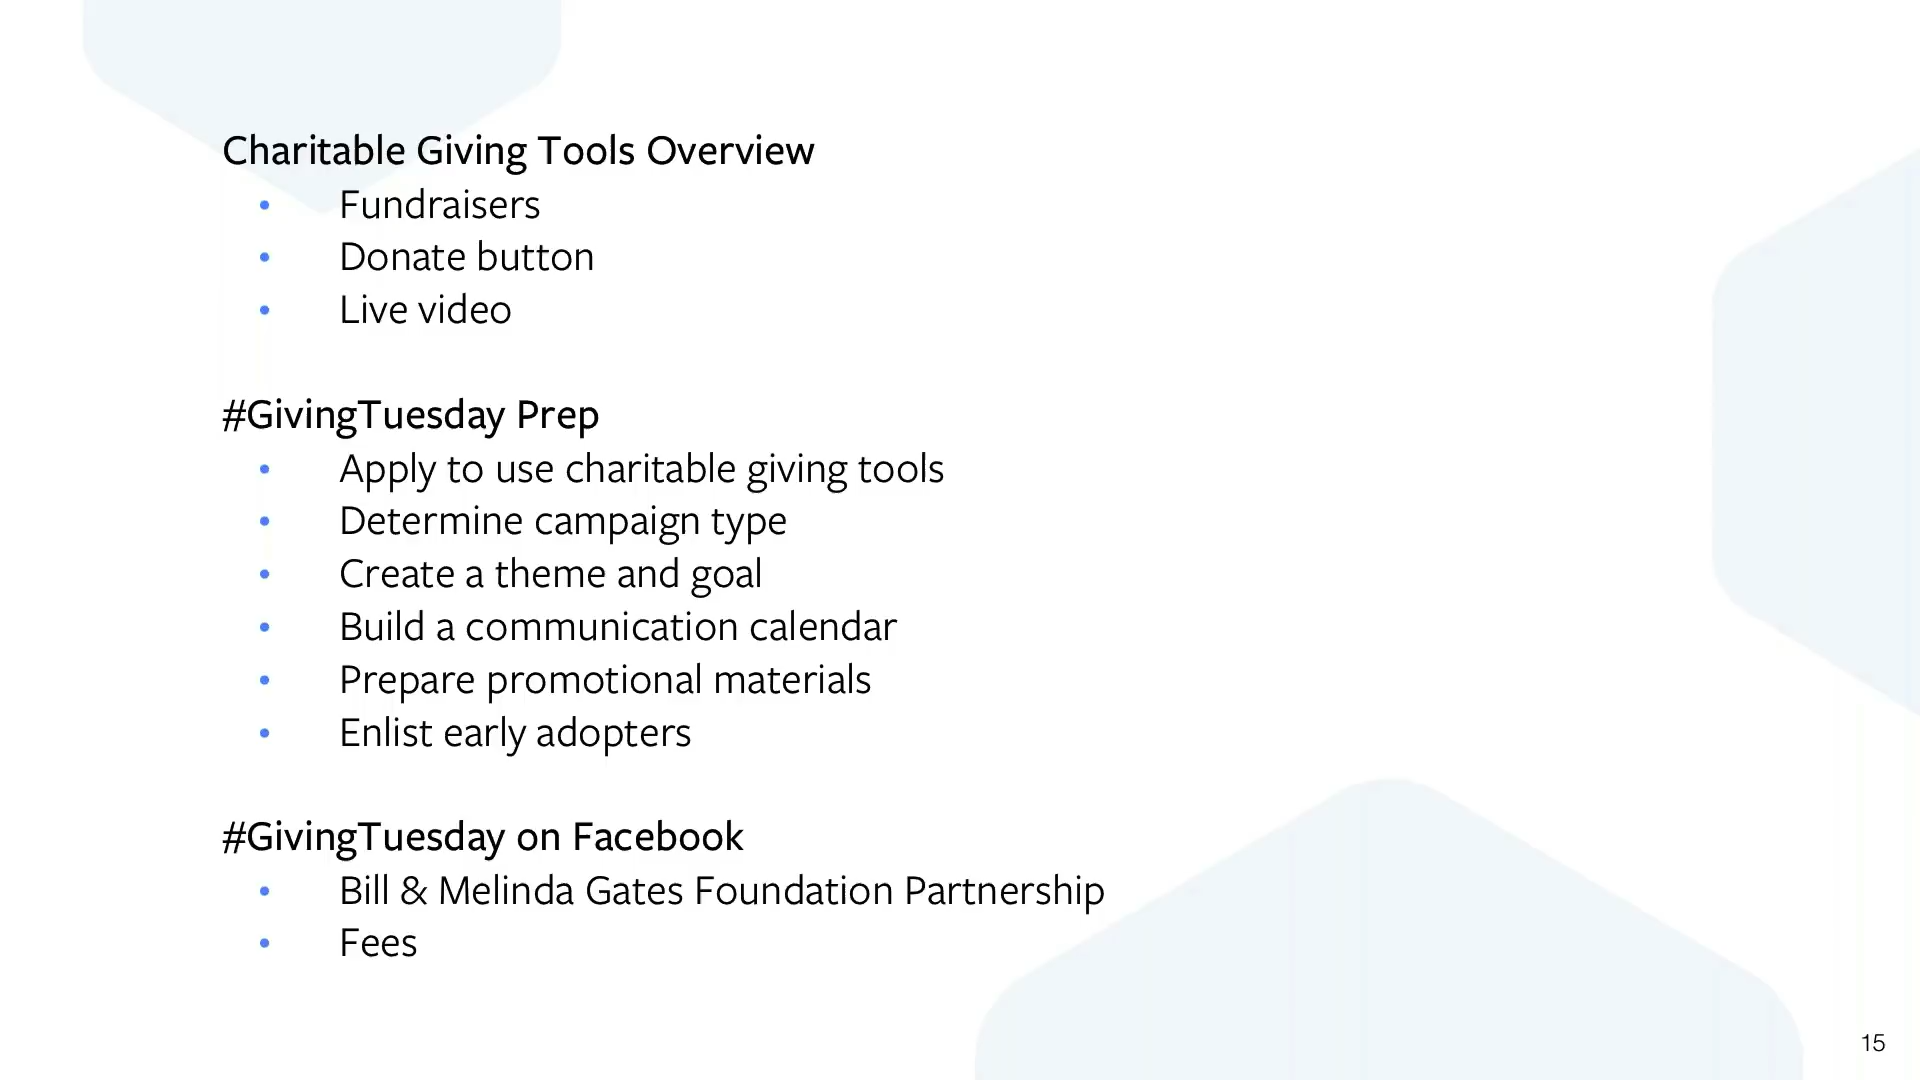 Charitable Giving Tools Overview
• Fundraisers
• Donate button
• Live video
#GivingTuesday Prep
• Apply to use charitable giving tools
• Determine campaign type
• Create a theme and goal
• Build a communication calendar
• Prepare promotional materials
• Enlist early adopters
#GivingTuesday on Facebook
• Bill & Melinda Gates Foundation Partnership
• Fees
15